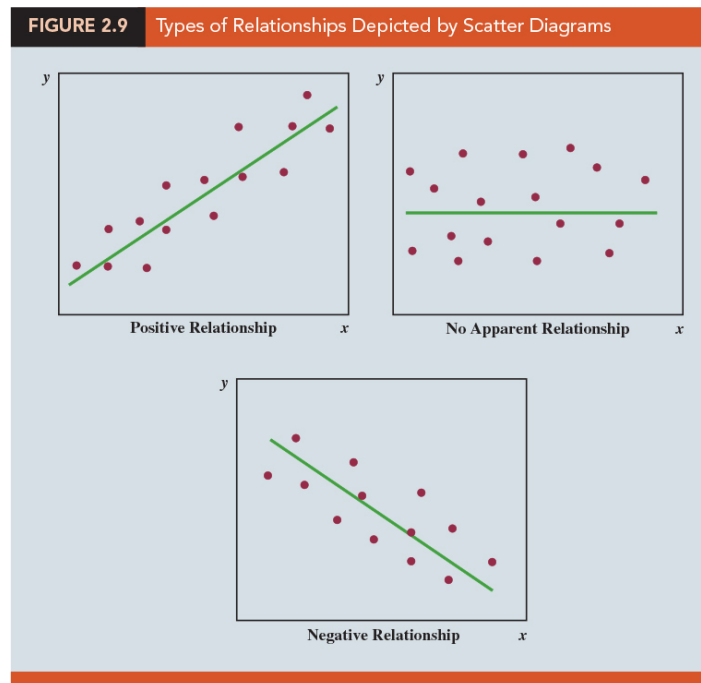 FIGURE 2.9 Types of Relationships Depicted by Scatter Diagrams
y
Positive Relationship x
y
No Apparent Relationship x
y
Negative Relationship x